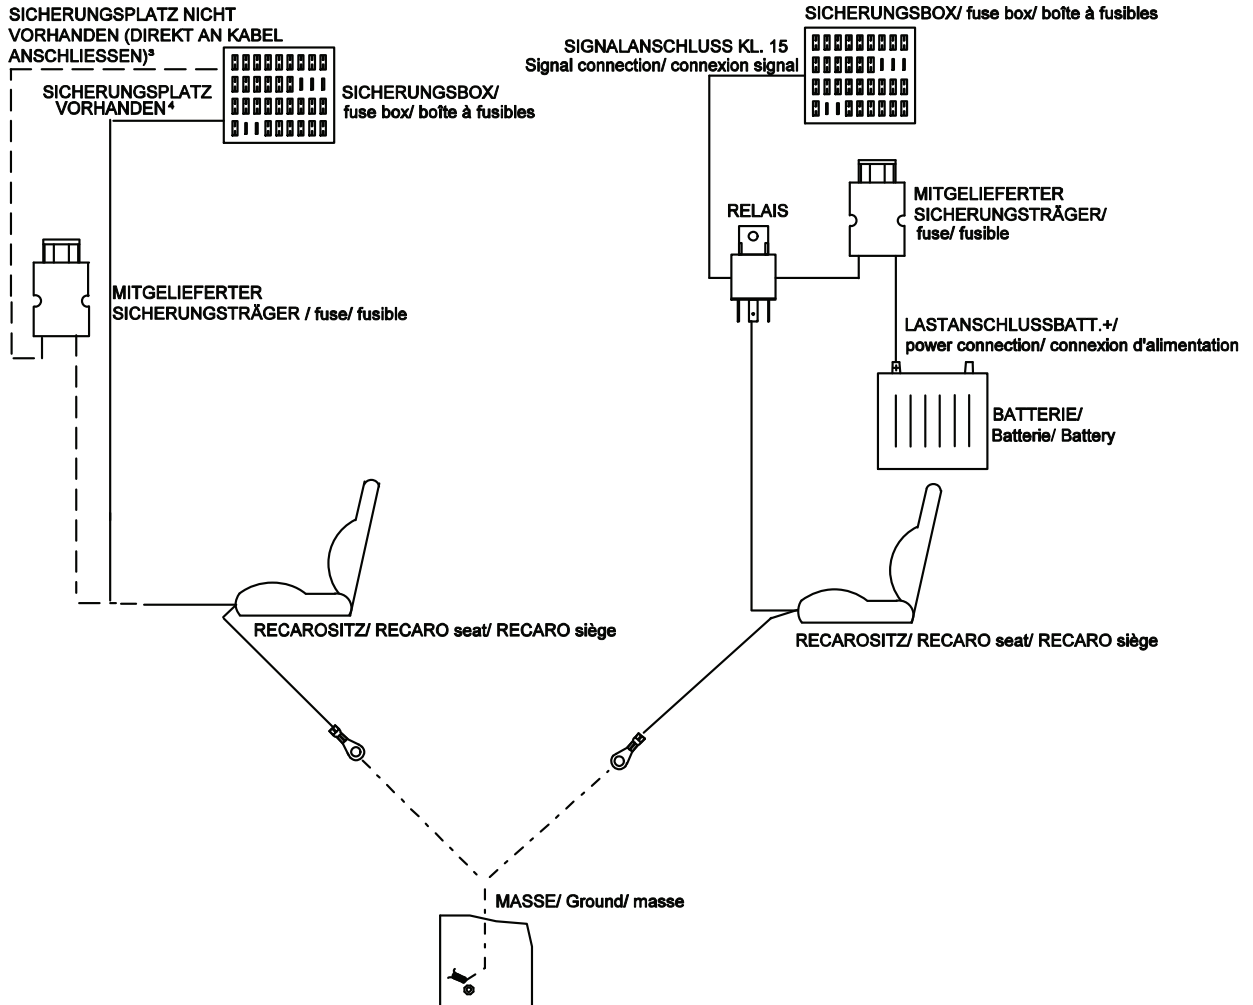 SICHERUNGSPLATZ NICHT
VORHANDEN (DIREKT AN KABEL
ANSCHLIESSEN)³
SICHERUNGSPLATZ
VORHANDEN⁴
SICHERUNGSBOX/
fuse box/ boîte à fusibles
MITGELIEFERTER
SICHERUNGSTRÄGER / fuse/ fusible
RECAROSITZ/ RECARO seat/ RECARO siège
SICHERUNGSBOX/ fuse box/ boîte à fusibles
SIGNALANSCHLUSS KL. 15
Signal connection/ connexion signal
RELAIS
MITGELIEFERTER
SICHERUNGSTRÄGER/
fuse/ fusible
LASTANSCHLUSSBATT.+/
power connection/ connexion d'alimentation
+
BATTERIE/
Batterie/ Battery
RECAROSITZ/ RECARO seat/ RECARO siège
MASSE/ Ground/ masse